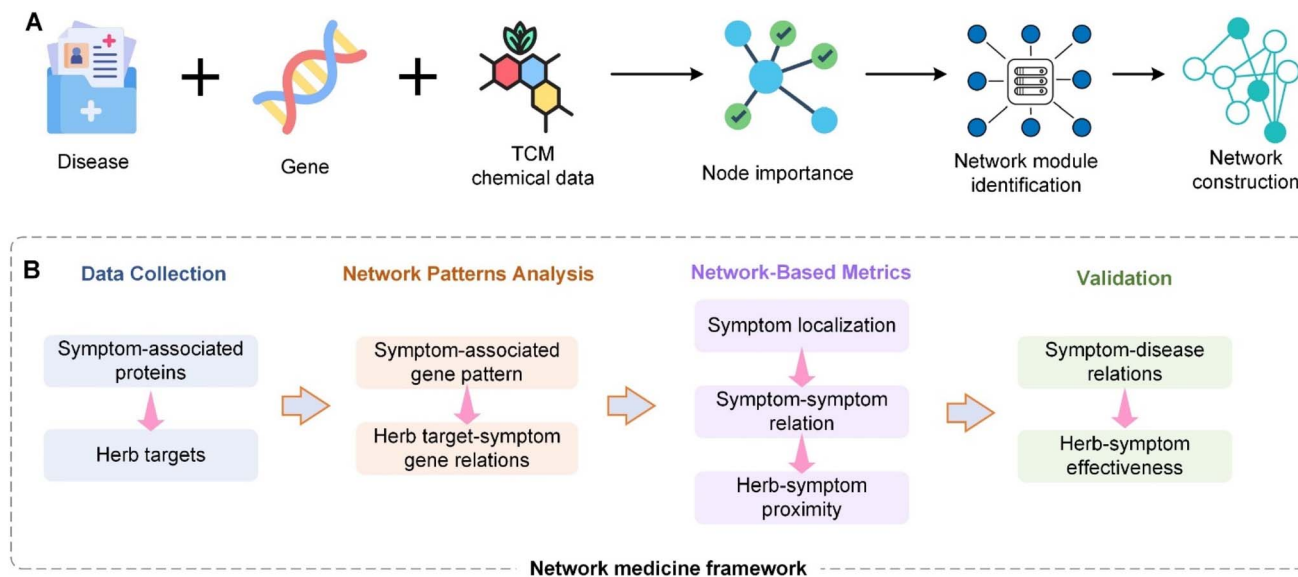 A
Disease
Gene
TCM
chemical data
Node importance
Network module
identification
Network
construction
B
Data Collection
Symptom-associated
proteins
Herb targets
Network Patterns Analysis
Symptom-associated
gene pattern
Herb target-symptom
gene relations
Network-Based Metrics
Symptom localization
Symptom-symptom
relation
Herb-symptom
proximity
Validation
Symptom-disease
relations
Herb-symptom
effectiveness
Network medicine framework